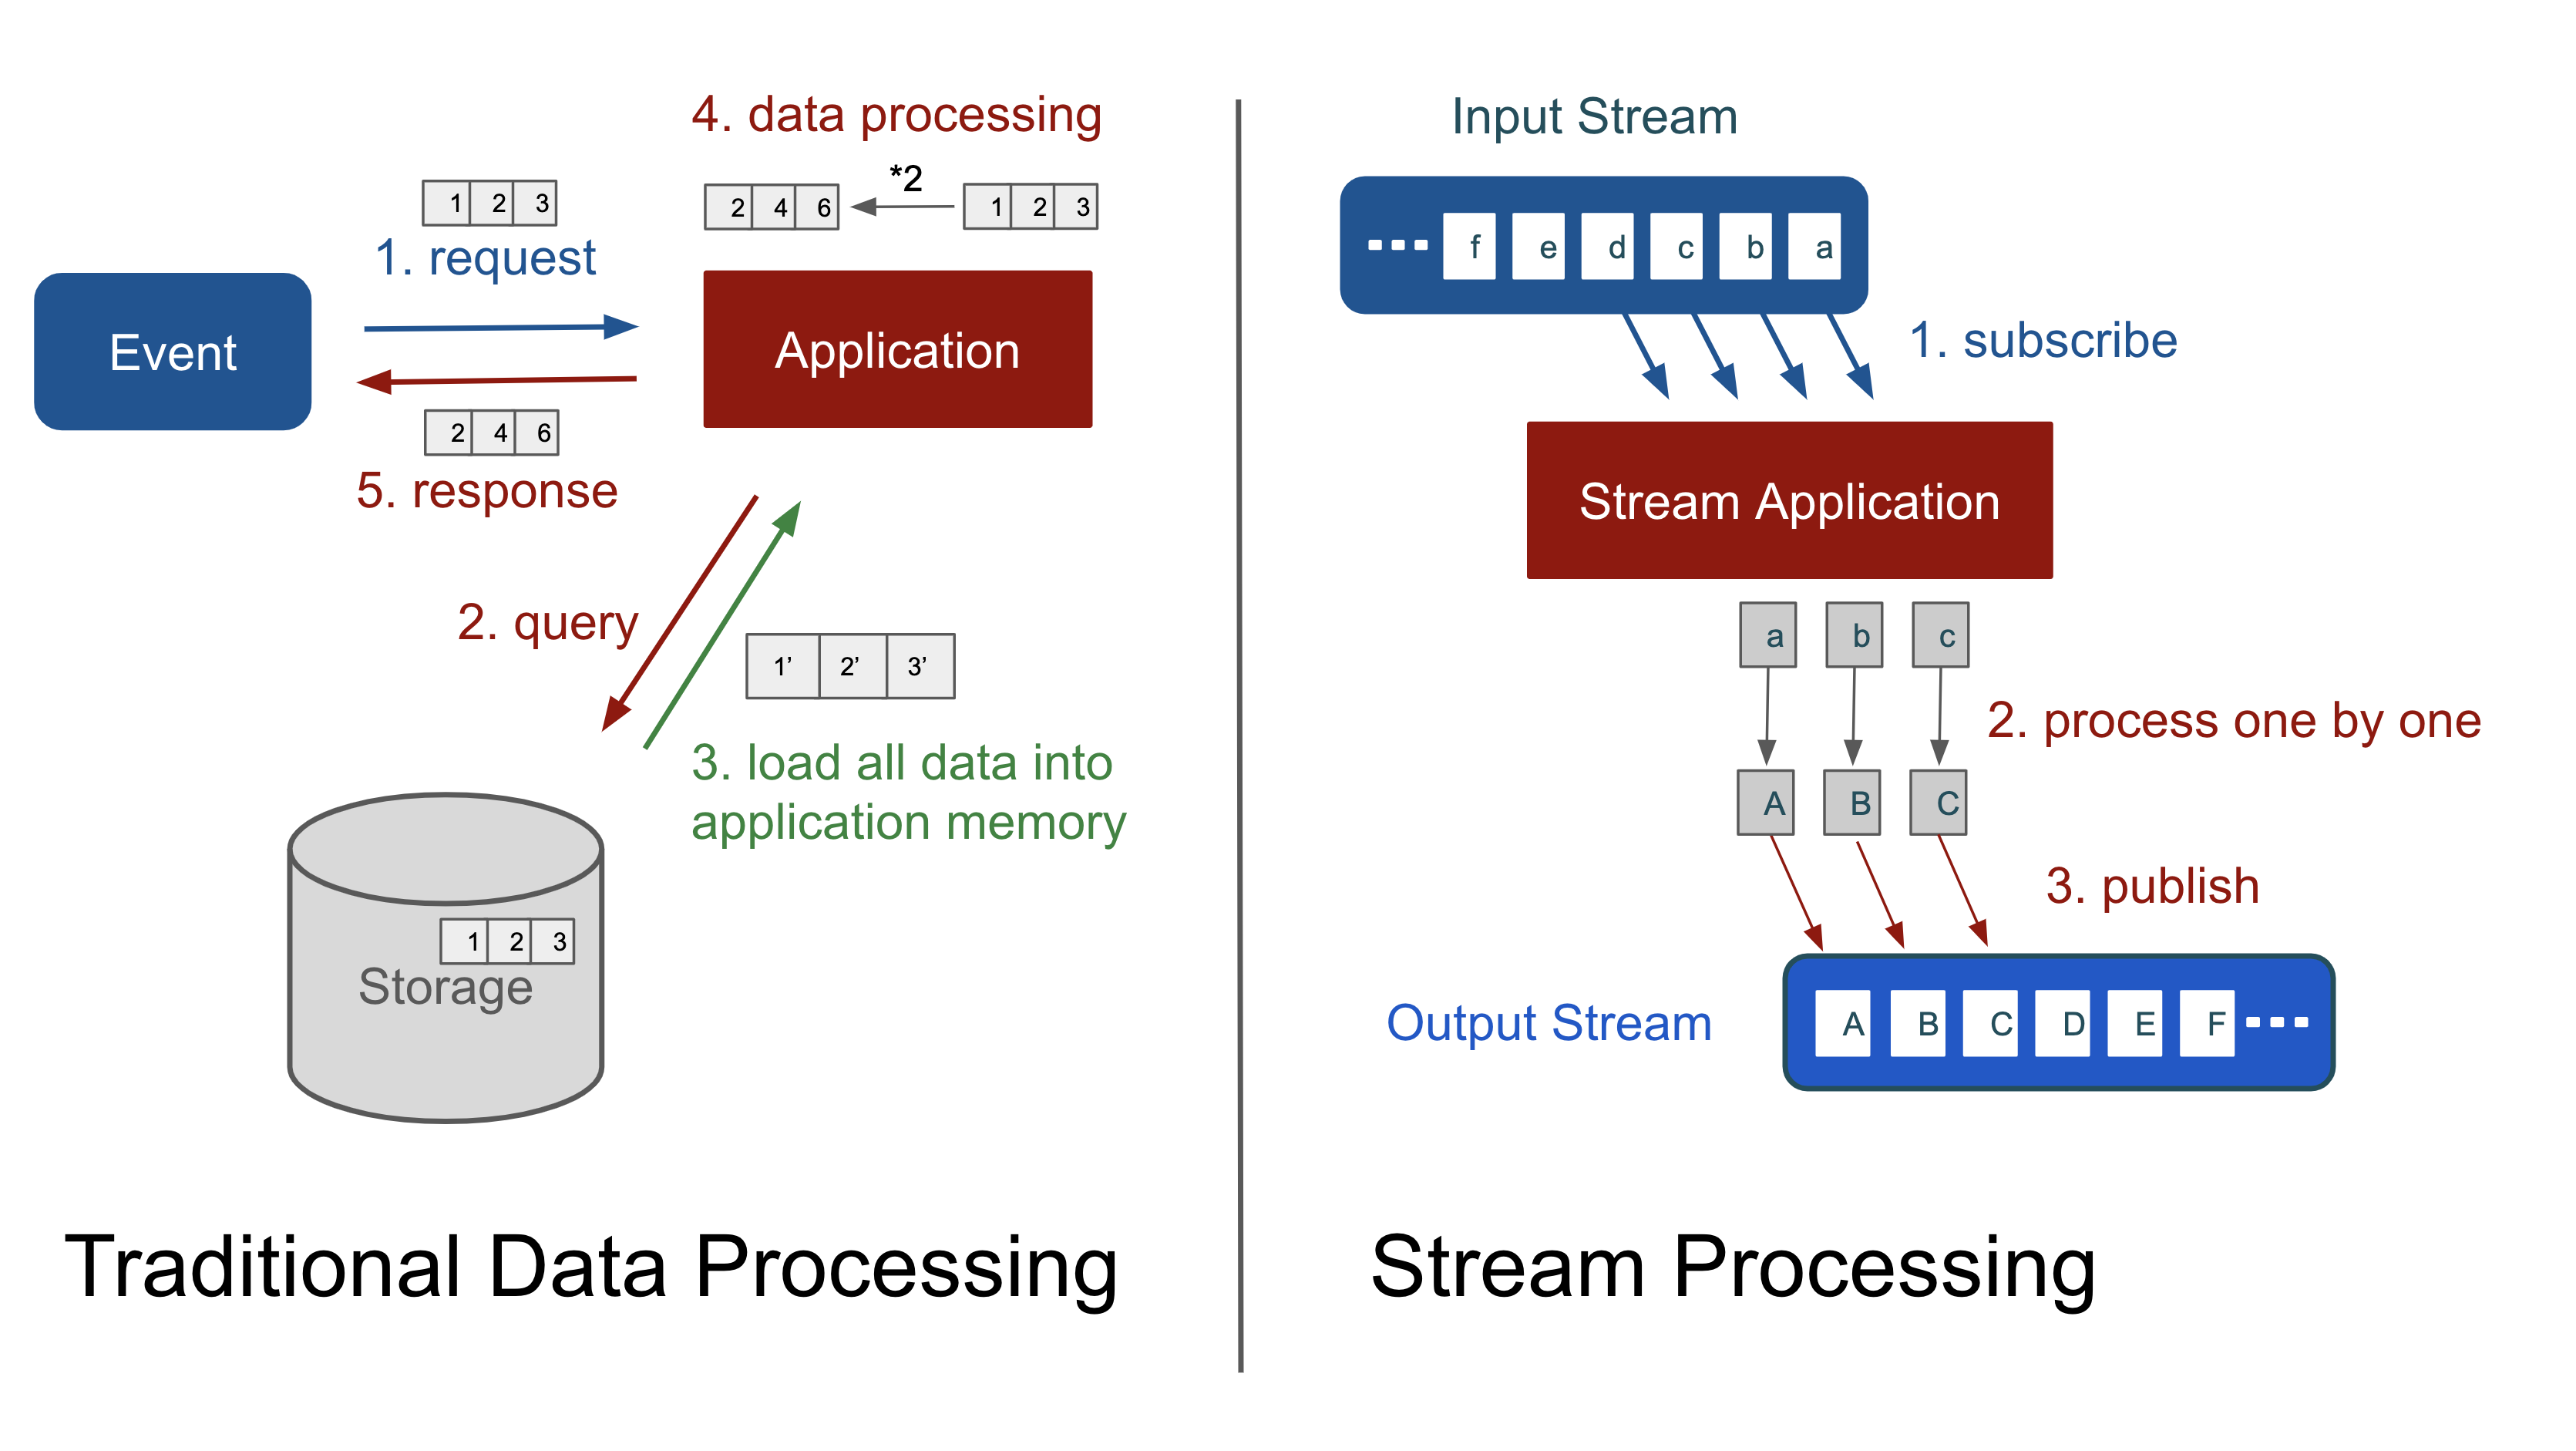 4. data processing
*2
1 2 3
2 4 6
1 2 3
1. request
Event
Application
2 4 6
5. response
2. query
1’ 2’ 3’
3. load all data into
application memory
1 2 3
Storage
Traditional Data Processing
Input Stream
f e d c b a
1. subscribe
Stream Application
a b c
2. process one by one
A B C
3. publish
Output Stream
A B C D E F
Stream Processing